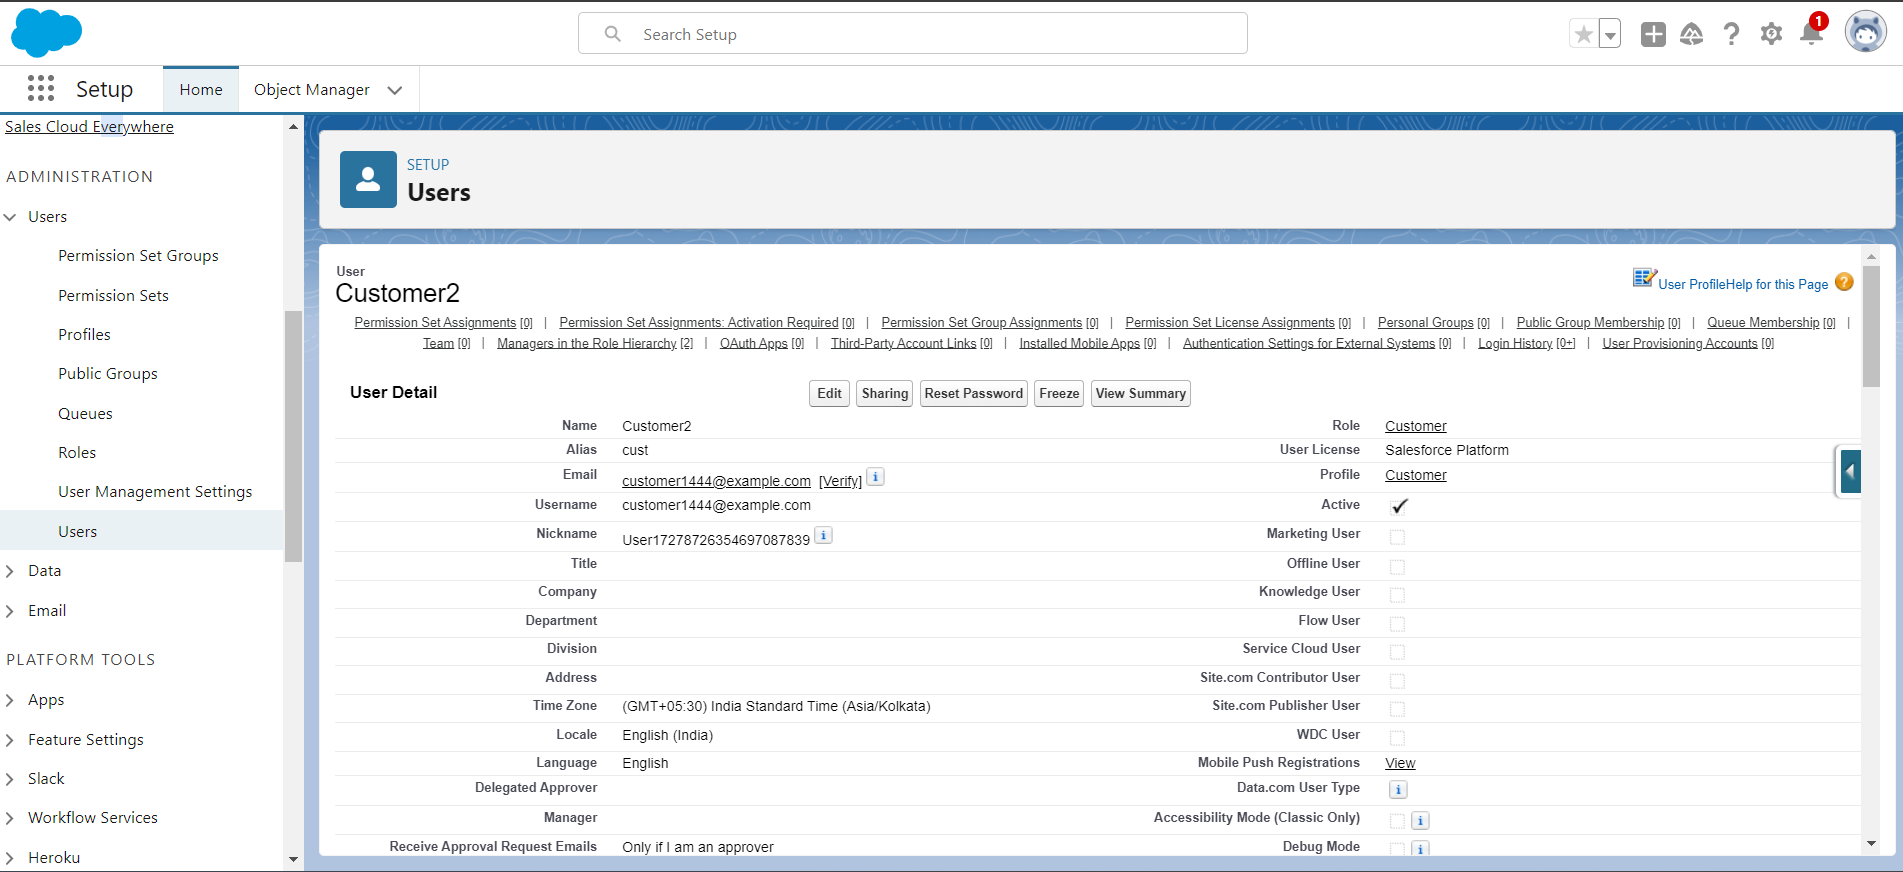 Search Setup
1
Setup
Home
Object Manager
Sales Cloud Everywhere
ADMINISTRATION
Users
Permission Set Groups
Permission Sets
Profiles
Public Groups
Queues
Roles
User Management Settings
Users
Data
Email
PLATFORM TOOLS
Apps
Feature Settings
Slack
Workflow Services
Heroku
SETUP
Users
User
Customer2
User Profile Help for this Page ?
Permission Set Assignments [0] | Permission Set Assignments: Activation Required [0] | Permission Set Group Assignments [0] | Permission Set License Assignments [0] | Personal Groups [0] | Public Group Membership [0] | Queue Membership [0] |
Team [0] | Managers in the Role Hierarchy [2] | OAuth Apps [0] | Third-Party Account Links [0] | Installed Mobile Apps [0] | Authentication Settings for External Systems [0] | Login History [0+] | User Provisioning Accounts [0]
User Detail
Edit Sharing Reset Password Freeze View Summary
Name Customer2 Role Customer
Alias cust User License Salesforce Platform
Email customer1444@example.com [Verify] i Profile Customer
Username customer1444@example.com Active
Nickname User17278726354697087839 i Marketing User
Title Offline User
Company Knowledge User
Department Flow User
Division Service Cloud User
Address Site.com Contributor User
Time Zone (GMT+05:30) India Standard Time (Asia/Kolkata) Site.com Publisher User
Locale English (India) WDC User
Language English Mobile Push Registrations View
Delegated Approver Data.com User Type i
Manager Accessibility Mode (Classic Only) i
Receive Approval Request Emails Only if I am an approver Debug Mode i